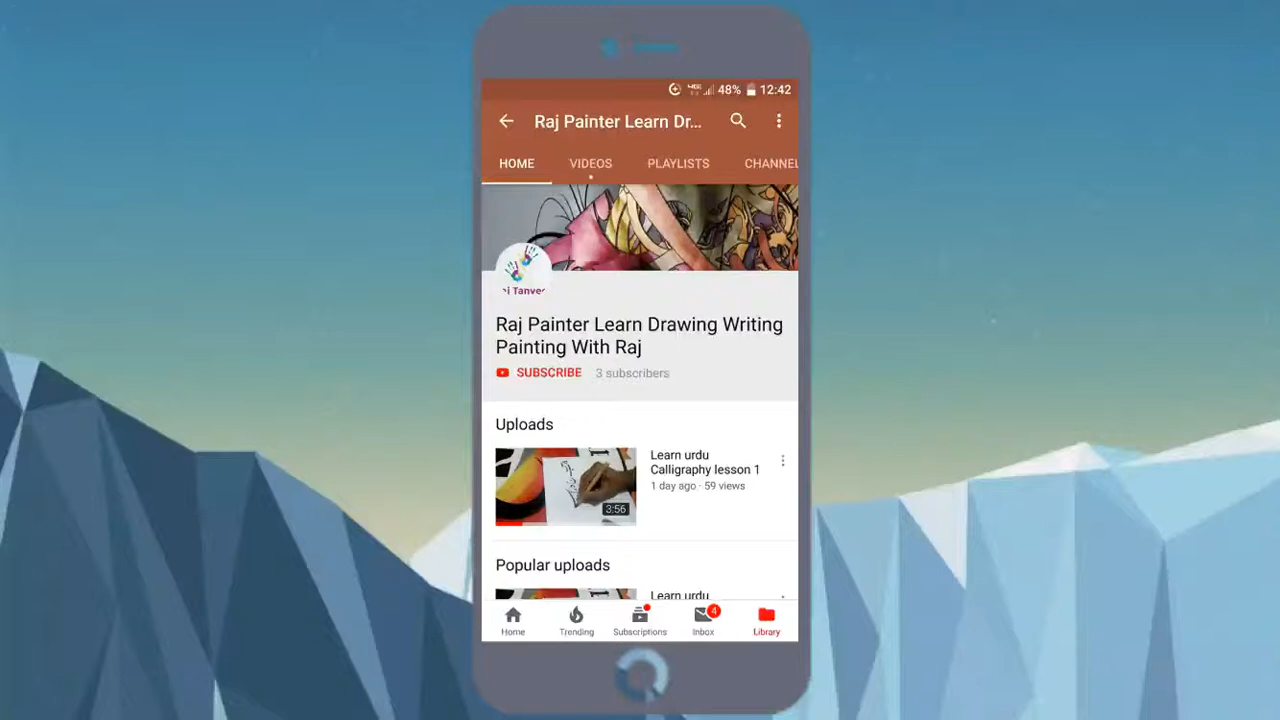 48% 12:42
Raj Painter Learn Dr...
HOME VIDEOS PLAYLISTS CHANNEL
i Tanve
Raj Painter Learn Drawing Writing
Painting With Raj
SUBSCRIBE 3 subscribers
Uploads
Learn urdu
Calligraphy lesson 1
1 day ago · 59 views
3:56
Popular uploads
Learn urdu
Home Trending Subscriptions 4 Inbox Library